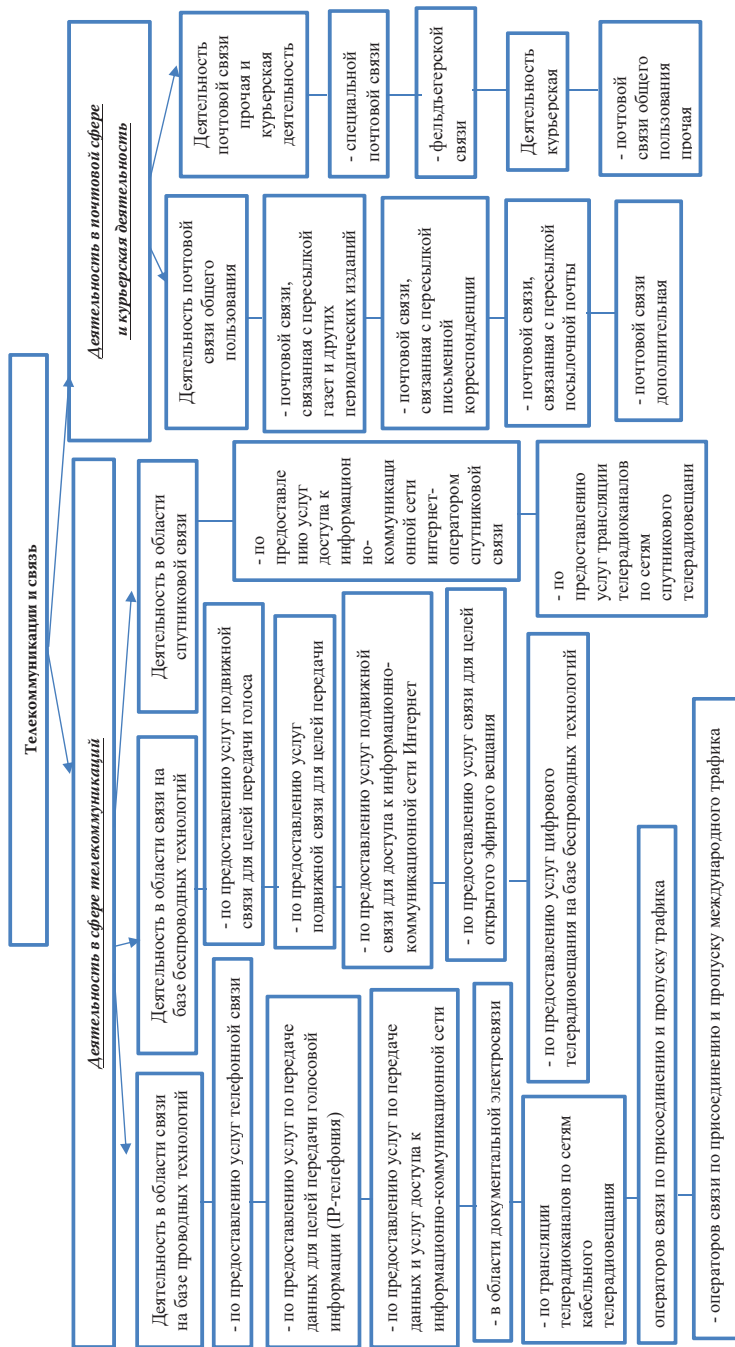 Телекоммуникации и связь
Деятельность в сфере телекоммуникаций
Деятельность в области связи
на базе проводных технологий
- по предоставлению услуг телефонной связи
- по предоставлению услуг по передаче
данных для целей передачи голосовой
информации (IP-телефония)
- по предоставлению услуг по передаче
данных и услуг доступа к
информационно-коммуникационной сети
- в области документальной электросвязи
- по трансляции
телерадиоканалов по сетям
кабельного
телерадиовещания
операторов связи по присоединению и пропуску трафика
- операторов связи по присоединению и пропуску международного трафика
Деятельность в области связи на
базе беспроводных технологий
- по предоставлению услуг подвижной
связи для целей передачи голоса
- по предоставлению услуг
подвижной связи для целей передачи
- по предоставлению услуг подвижной
связи для доступа к информационно-
коммуникационной сети Интернет
- по предоставлению услуг связи для целей
открытого эфирного вещания
- по предоставлению услуг цифрового
телерадиовещания на базе беспроводных технологий
Деятельность в области
спутниковой связи
- по
предоставле
нию услуг
доступа к
информацион
но-
коммуникаци
онной сети
интернет-
оператором
спутниковой
связи
- по
предоставлению
услуг трансляции
телерадиоканалов
по сетям
спутникового
телерадиовещани
Деятельность в почтовой сфере
и курьерская деятельность
Деятельность почтовой
связи общего
пользования
- почтовой связи,
связанная с пересылкой
газет и других
периодических изданий
- почтовой связи,
связанная с пересылкой
письменной
корреспонденции
- почтовой связи,
связанная с пересылкой
посылочной почты
- почтовой связи
дополнительная
Деятельность
почтовой связи
прочая и
курьерская
деятельность
- специальной
почтовой связи
- фельдъегерской
связи
Деятельность
курьерская
- почтовой
связи общего
пользования
прочая